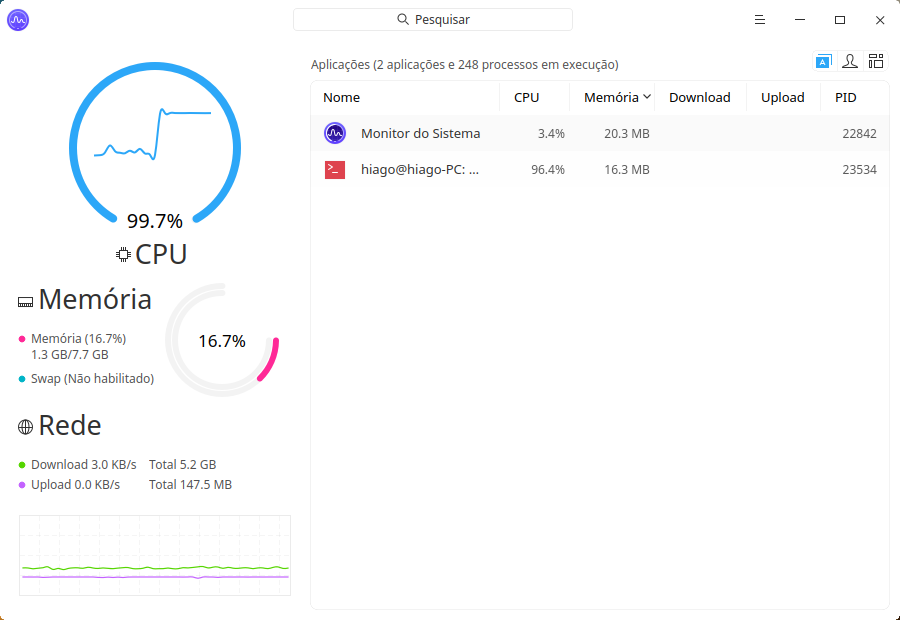 Pesquisar
99.7%
CPU
Memória
Memória (16.7%)
1.3 GB/7.7 GB
Swap (Não habilitado)
16.7%
Rede
Download 3.0 KB/s Total 5.2 GB
Upload 0.0 KB/s Total 147.5 MB
Aplicações (2 aplicações e 248 processos em execução)
A
Nome CPU Memória Download Upload PID
Monitor do Sistema 3.4% 20.3 MB 22842
hiago@hiago-PC: ... 96.4% 16.3 MB 23534